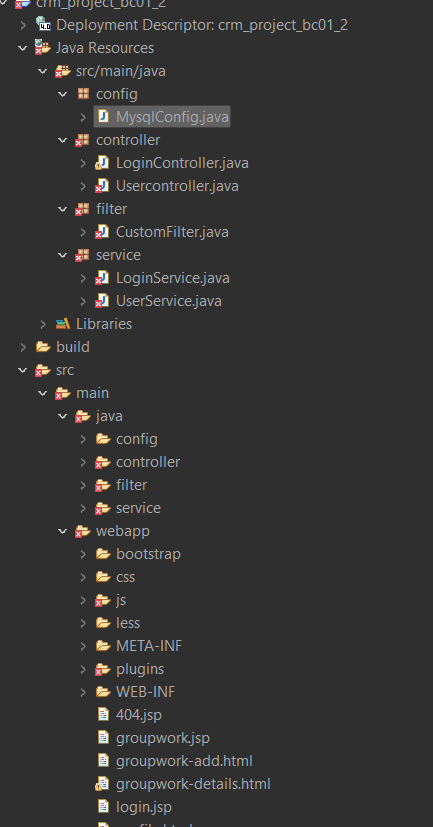 crm_project_bc01_2
Deployment Descriptor: crm_project_bc01_2
Java Resources
src/main/java
config
MysqlConfig.java
controller
LoginController.java
Usercontroller.java
filter
CustomFilter.java
service
LoginService.java
UserService.java
Libraries
build
src
main
java
config
controller
filter
service
webapp
bootstrap
css
js
less
META-INF
plugins
WEB-INF
404.jsp
groupwork.jsp
groupwork-add.html
groupwork-details.html
login.jsp